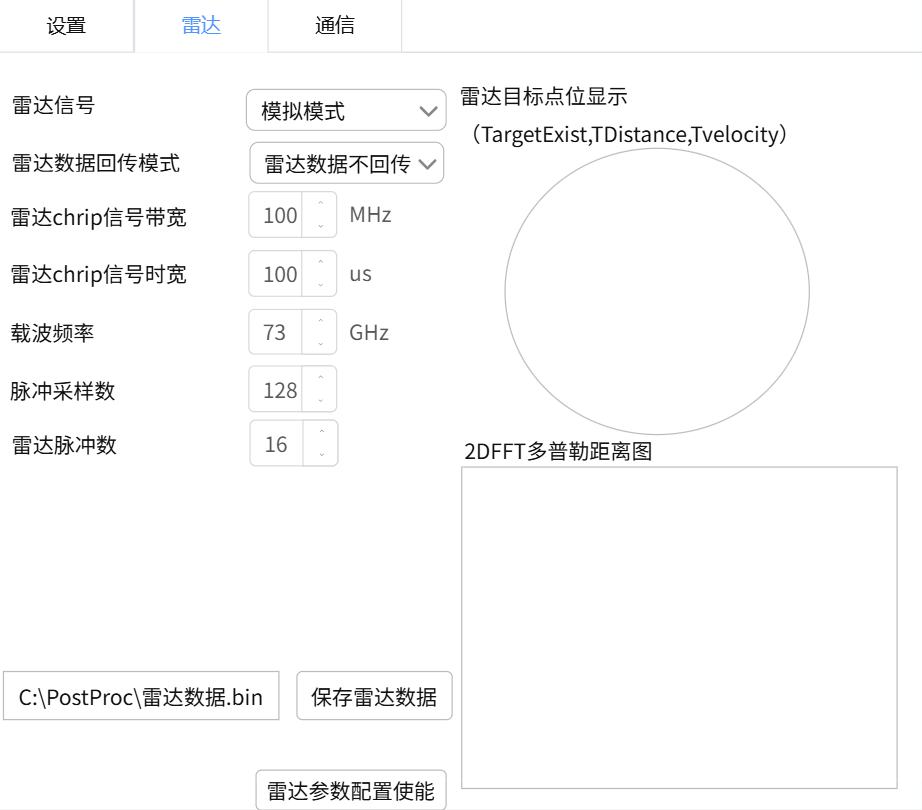 设置 雷达 通信
雷达信号 模拟模式
雷达数据回传模式 雷达数据不回传
雷达chrip信号带宽 100 MHz
雷达chrip信号时宽 100 us
载波频率 73 GHz
脉冲采样数 128
雷达脉冲数 16
C:\PostProc\雷达数据.bin 保存雷达数据
雷达参数配置使能
雷达目标点位显示
（TargetExist,TDistance,Tvelocity）
2DFFT多普勒距离图